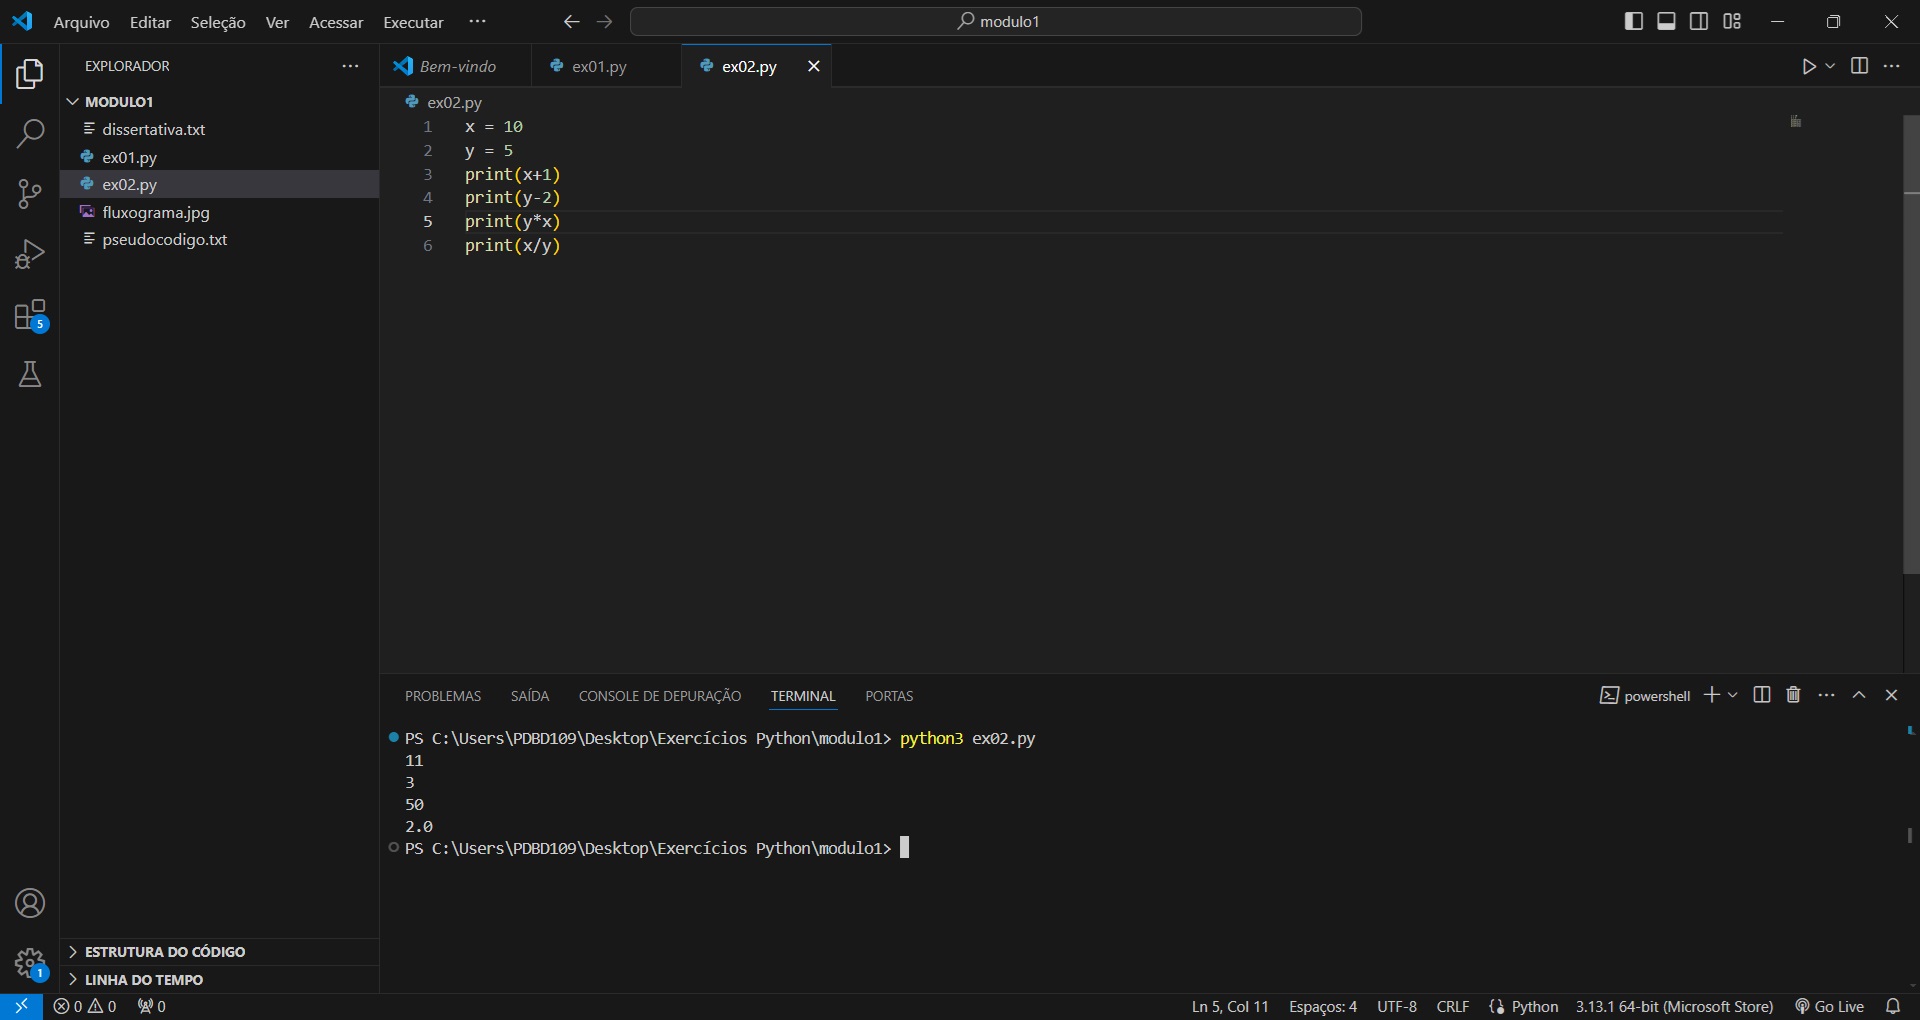 Arquivo Editar Seleção Ver Acessar Executar ···
modulo1
EXPLORADOR ···
MODULO1
dissertativa.txt
ex01.py
ex02.py
fluxograma.jpg
pseudocodigo.txt
5
Bem-vindo ex01.py ex02.py
ex02.py
1 x = 10
2 y = 5
3 print(x+1)
4 print(y-2)
5 print(y*x)
6 print(x/y)
PROBLEMAS SAÍDA CONSOLE DE DEPURAÇÃO TERMINAL PORTAS
powershell
PS C:\Users\PDBD109\Desktop\Exercícios Python\modulo1> python3 ex02.py
11
3
50
2.0
PS C:\Users\PDBD109\Desktop\Exercícios Python\modulo1>
ESTRUTURA DO CÓDIGO
LINHA DO TEMPO
1
0 0 0
Ln 5, Col 11 Espaços: 4 UTF-8 CRLF Python 3.13.1 64-bit (Microsoft Store) Go Live